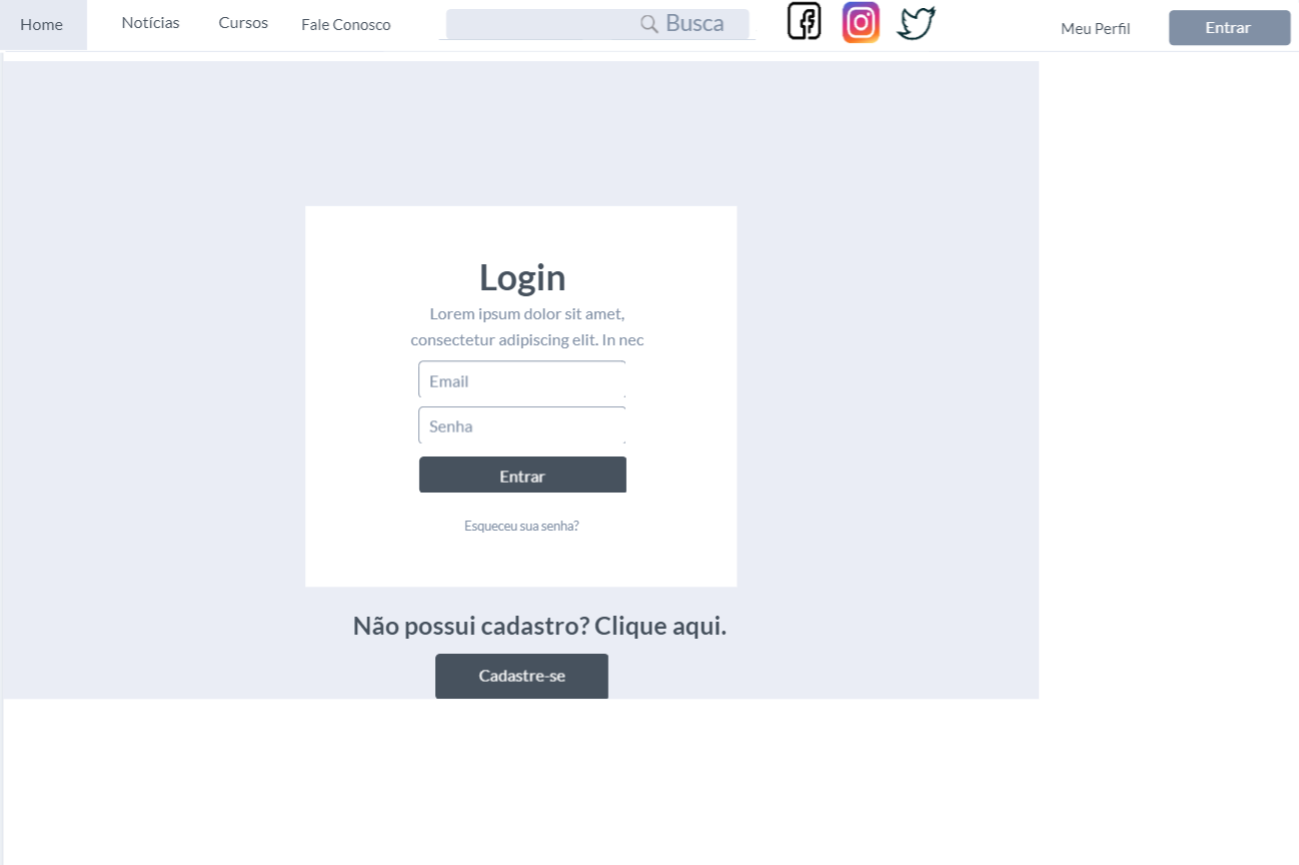 Home
Notícias
Cursos
Fale Conosco
Busca
Meu Perfil
Entrar
Login
Lorem ipsum dolor sit amet,
consectetur adipiscing elit. In nec
Email
Senha
Entrar
Esqueceu sua senha?
Não possui cadastro? Clique aqui.
Cadastre-se